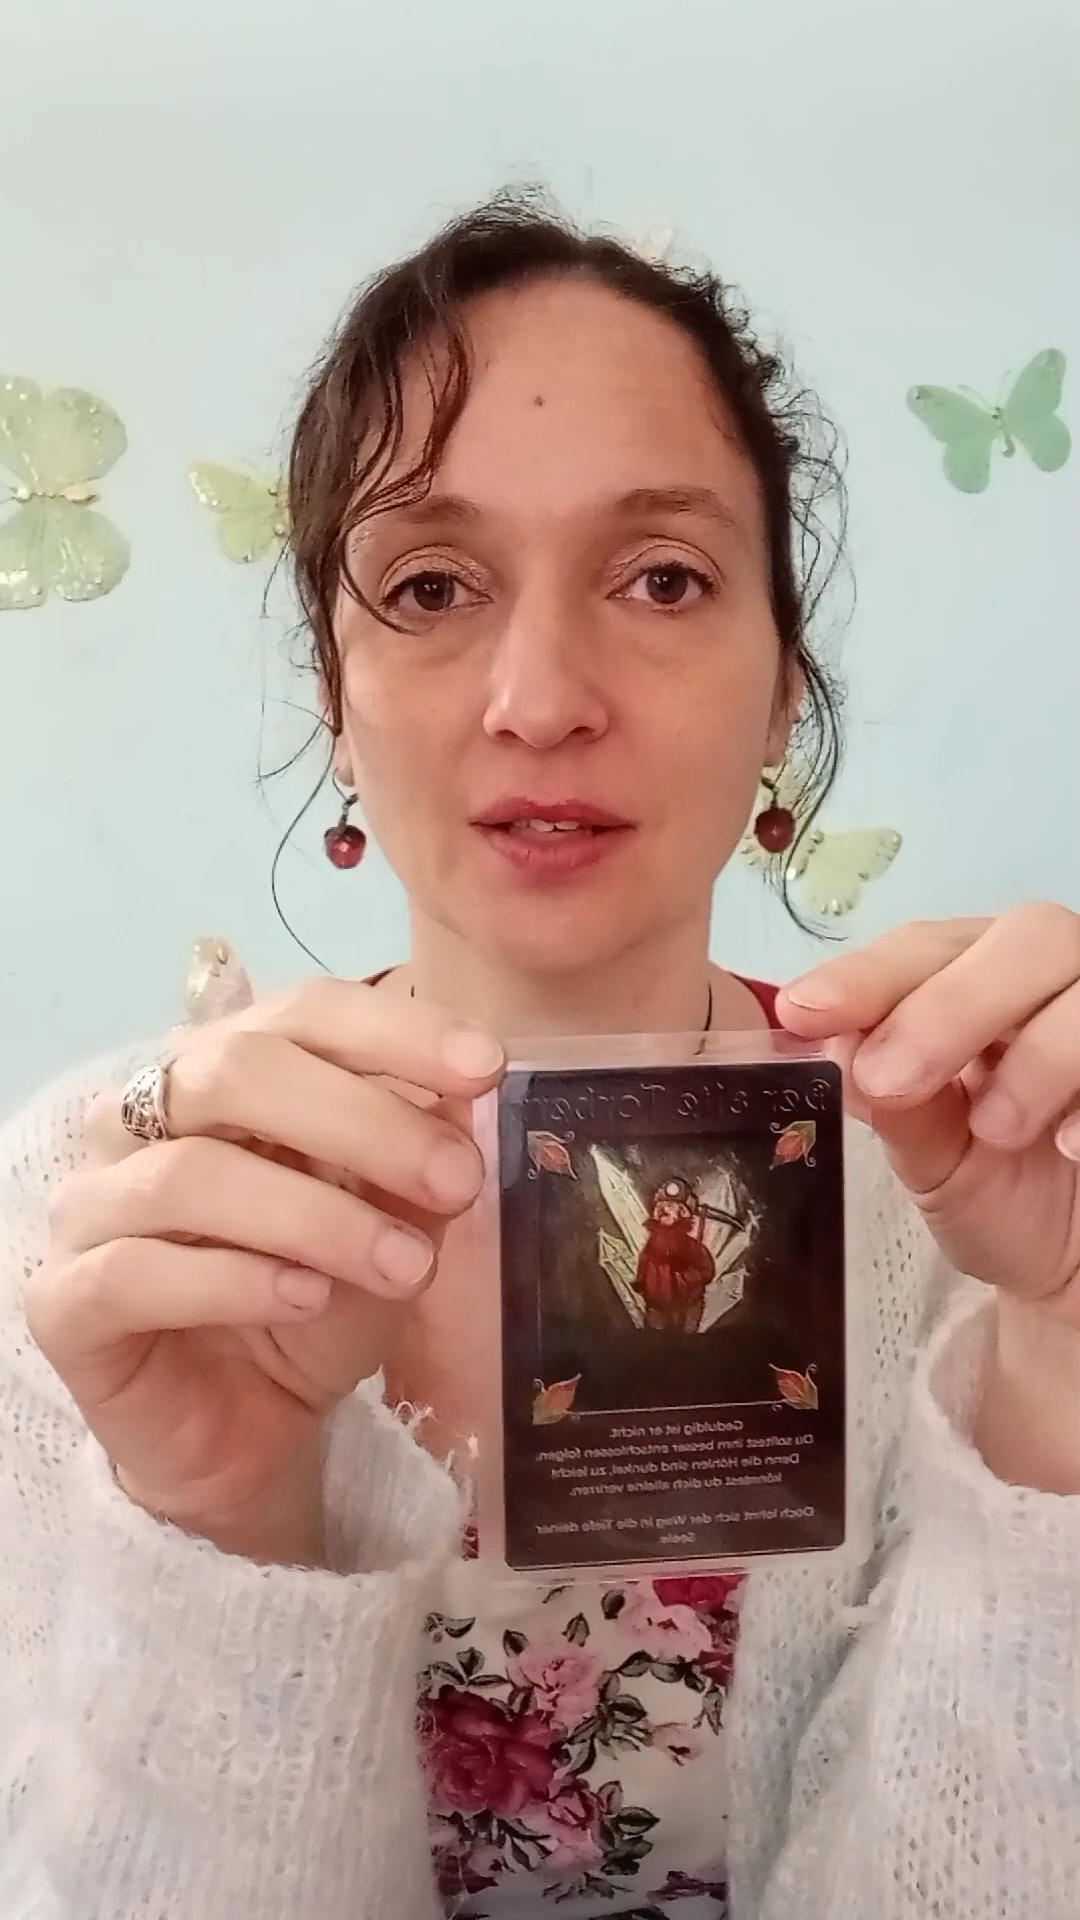 Der alte Torbern
Geduldig ist er nicht.
Du solltest ihm besser entschlossen folgen.
Denn die Höhlen sind dunkel, zu leicht
könntest du dich alleine verirren.
Doch lohnt sich der Weg in die Tiefe deiner
Seele